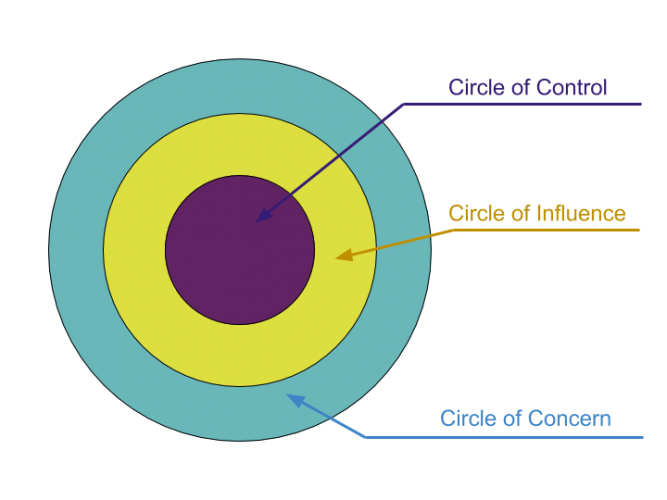 Circle of Control
Circle of Influence
Circle of Concern